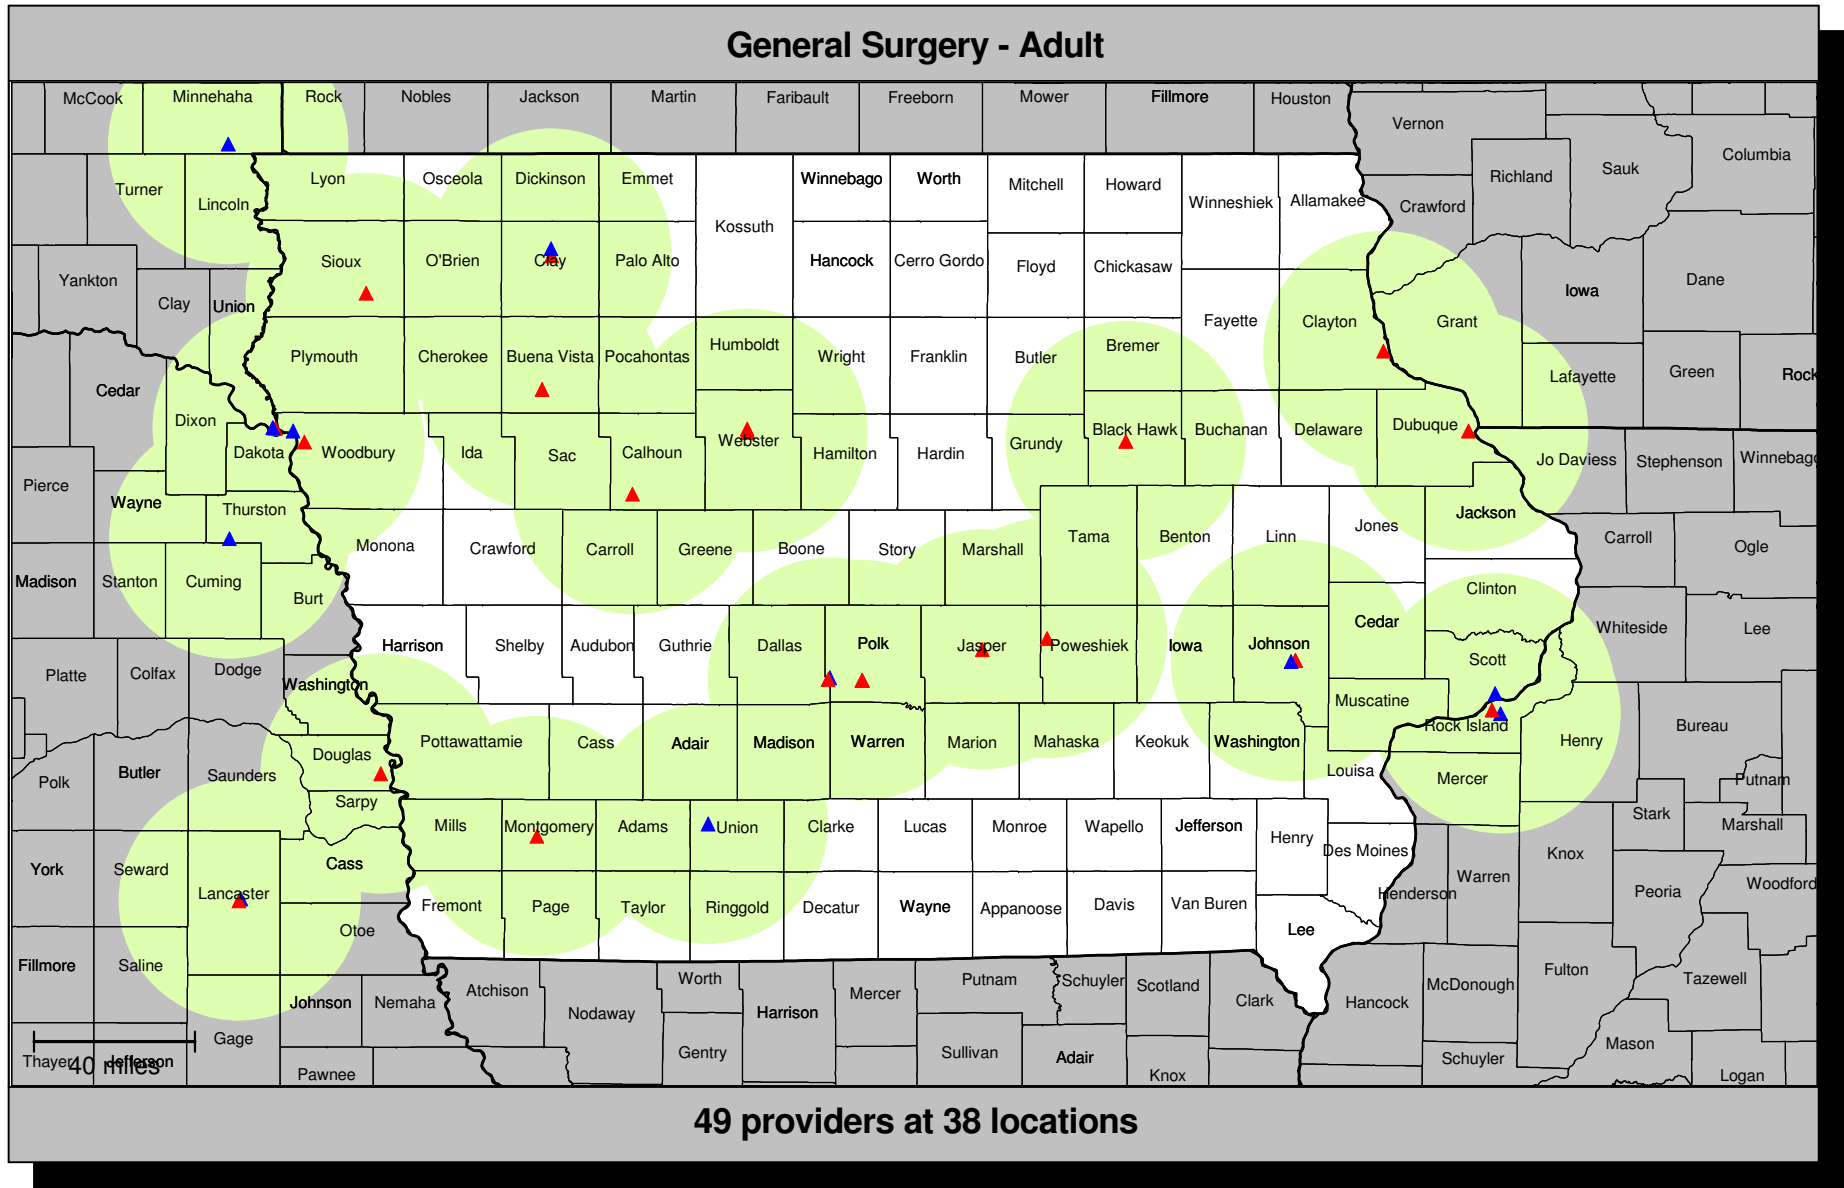 General Surgery - Adult
McCook Minnehaha Rock Nobles Jackson Martin Faribault Freeborn Mower Fillmore Houston
Vernon
Columbia
Sauk
Richland
Turner Lyon Osceola Dickinson Emmet Winnebago Worth Mitchell Howard
Lincoln Winneshiek Allamakee Crawford
Kossuth
Sioux O'Brien Clay Palo Alto Hancock Cerro Gordo Floyd Chickasaw
Yankton Clay Union Iowa Dane
Fayette Clayton Grant
Plymouth Cherokee Buena Vista Pocahontas Humboldt Wright Franklin Butler Bremer
Cedar Lafayette Green Rock
Dixon Webster Black Hawk Buchanan Delaware Dubuque
Dakota Woodbury Ida Sac Calhoun Hamilton Hardin Grundy
Jo Daviess Stephenson Winnebago
Pierce Wayne Thurston Jackson
Monona Crawford Carroll Greene Boone Story Marshall Tama Benton Linn Jones
Carroll Ogle
Madison Stanton Cuming Burt Clinton
Harrison Shelby Audubon Guthrie Dallas Polk Jasper Poweshiek Iowa Johnson Cedar Scott
Whiteside Lee
Platte Colfax Dodge Washington
Muscatine
Rock Island Henry Bureau
Pottawattamie Cass Adair Madison Warren Marion Mahaska Keokuk Washington
Polk Butler Saunders Douglas
Louisa Mercer Putnam
Sarpy
Mills Montgomery Adams Union Clarke Lucas Monroe Wapello Jefferson Henry
Stark Marshall
Des Moines Knox
York Seward Cass
Lancaster
Henderson Warren Peoria Woodford
Fremont Page Taylor Ringgold Decatur Wayne Appanoose Davis Van Buren
Lee
Otoe
Fillmore Saline
Fulton Tazewell
Johnson Nemaha Atchison Nodaway Worth Harrison Mercer Putnam Schuyler Scotland Clark Hancock McDonough
Gage
Gentry Sullivan Adair Schuyler Mason
Thayer Jefferson
40 miles
Pawnee Knox Logan
49 providers at 38 locations